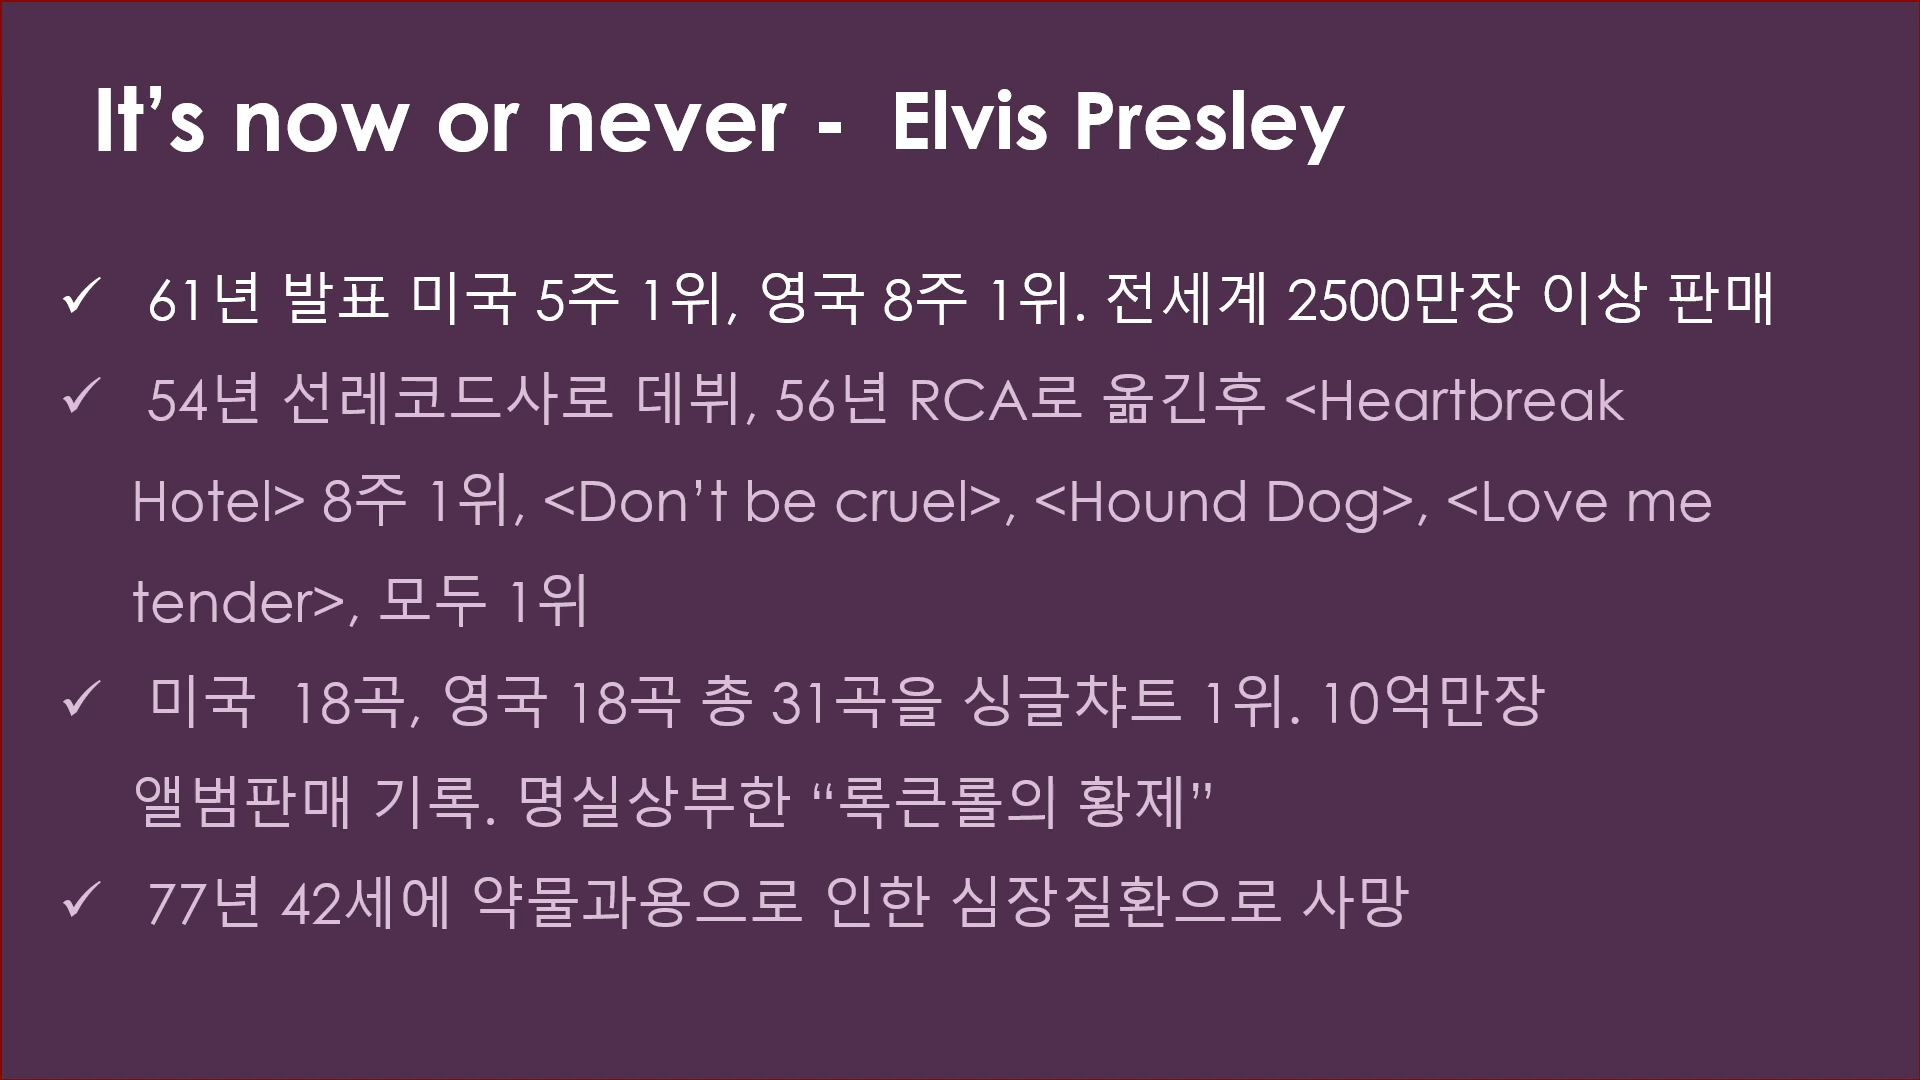 It’s now or never - Elvis Presley
✓ 61년 발표 미국 5주 1위, 영국 8주 1위. 전세계 2500만장 이상 판매
✓ 54년 선레코드사로 데뷔, 56년 RCA로 옮긴후 <Heartbreak
Hotel> 8주 1위, <Don’t be cruel>, <Hound Dog>, <Love me
tender>, 모두 1위
✓ 미국 18곡, 영국 18곡 총 31곡을 싱글챠트 1위. 10억만장
앨범판매 기록. 명실상부한 “록큰롤의 황제”
✓ 77년 42세에 약물과용으로 인한 심장질환으로 사망